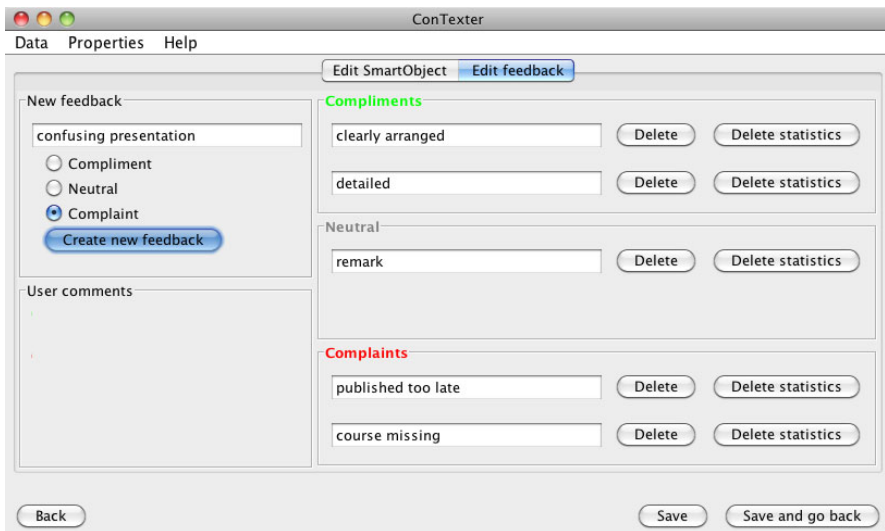 ConTexter
Data Properties Help
Edit SmartObject Edit feedback
New feedback
confusing presentation
Compliment
Neutral
Complaint
Create new feedback
User comments
Compliments
clearly arranged Delete Delete statistics
detailed Delete Delete statistics
Neutral
remark Delete Delete statistics
Complaints
published too late Delete Delete statistics
course missing Delete Delete statistics
Back Save Save and go back